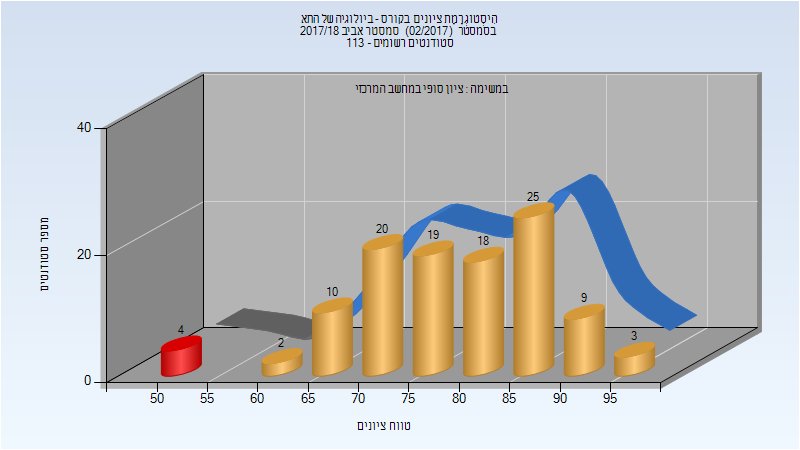 היסטוגרמת ציונים בקורס - ביולוגיה של התא
בסמסטר (02/2017) סמסטר אביב 2017/18
סטודנטים רשומים - 113
במשימה : ציון סופי במחשב המרכזי
מספר סטודנטים
40
20
0
4
2
10
20
19
18
25
9
3
50 55 60 65 70 75 80 85 90 95
טווח ציונים